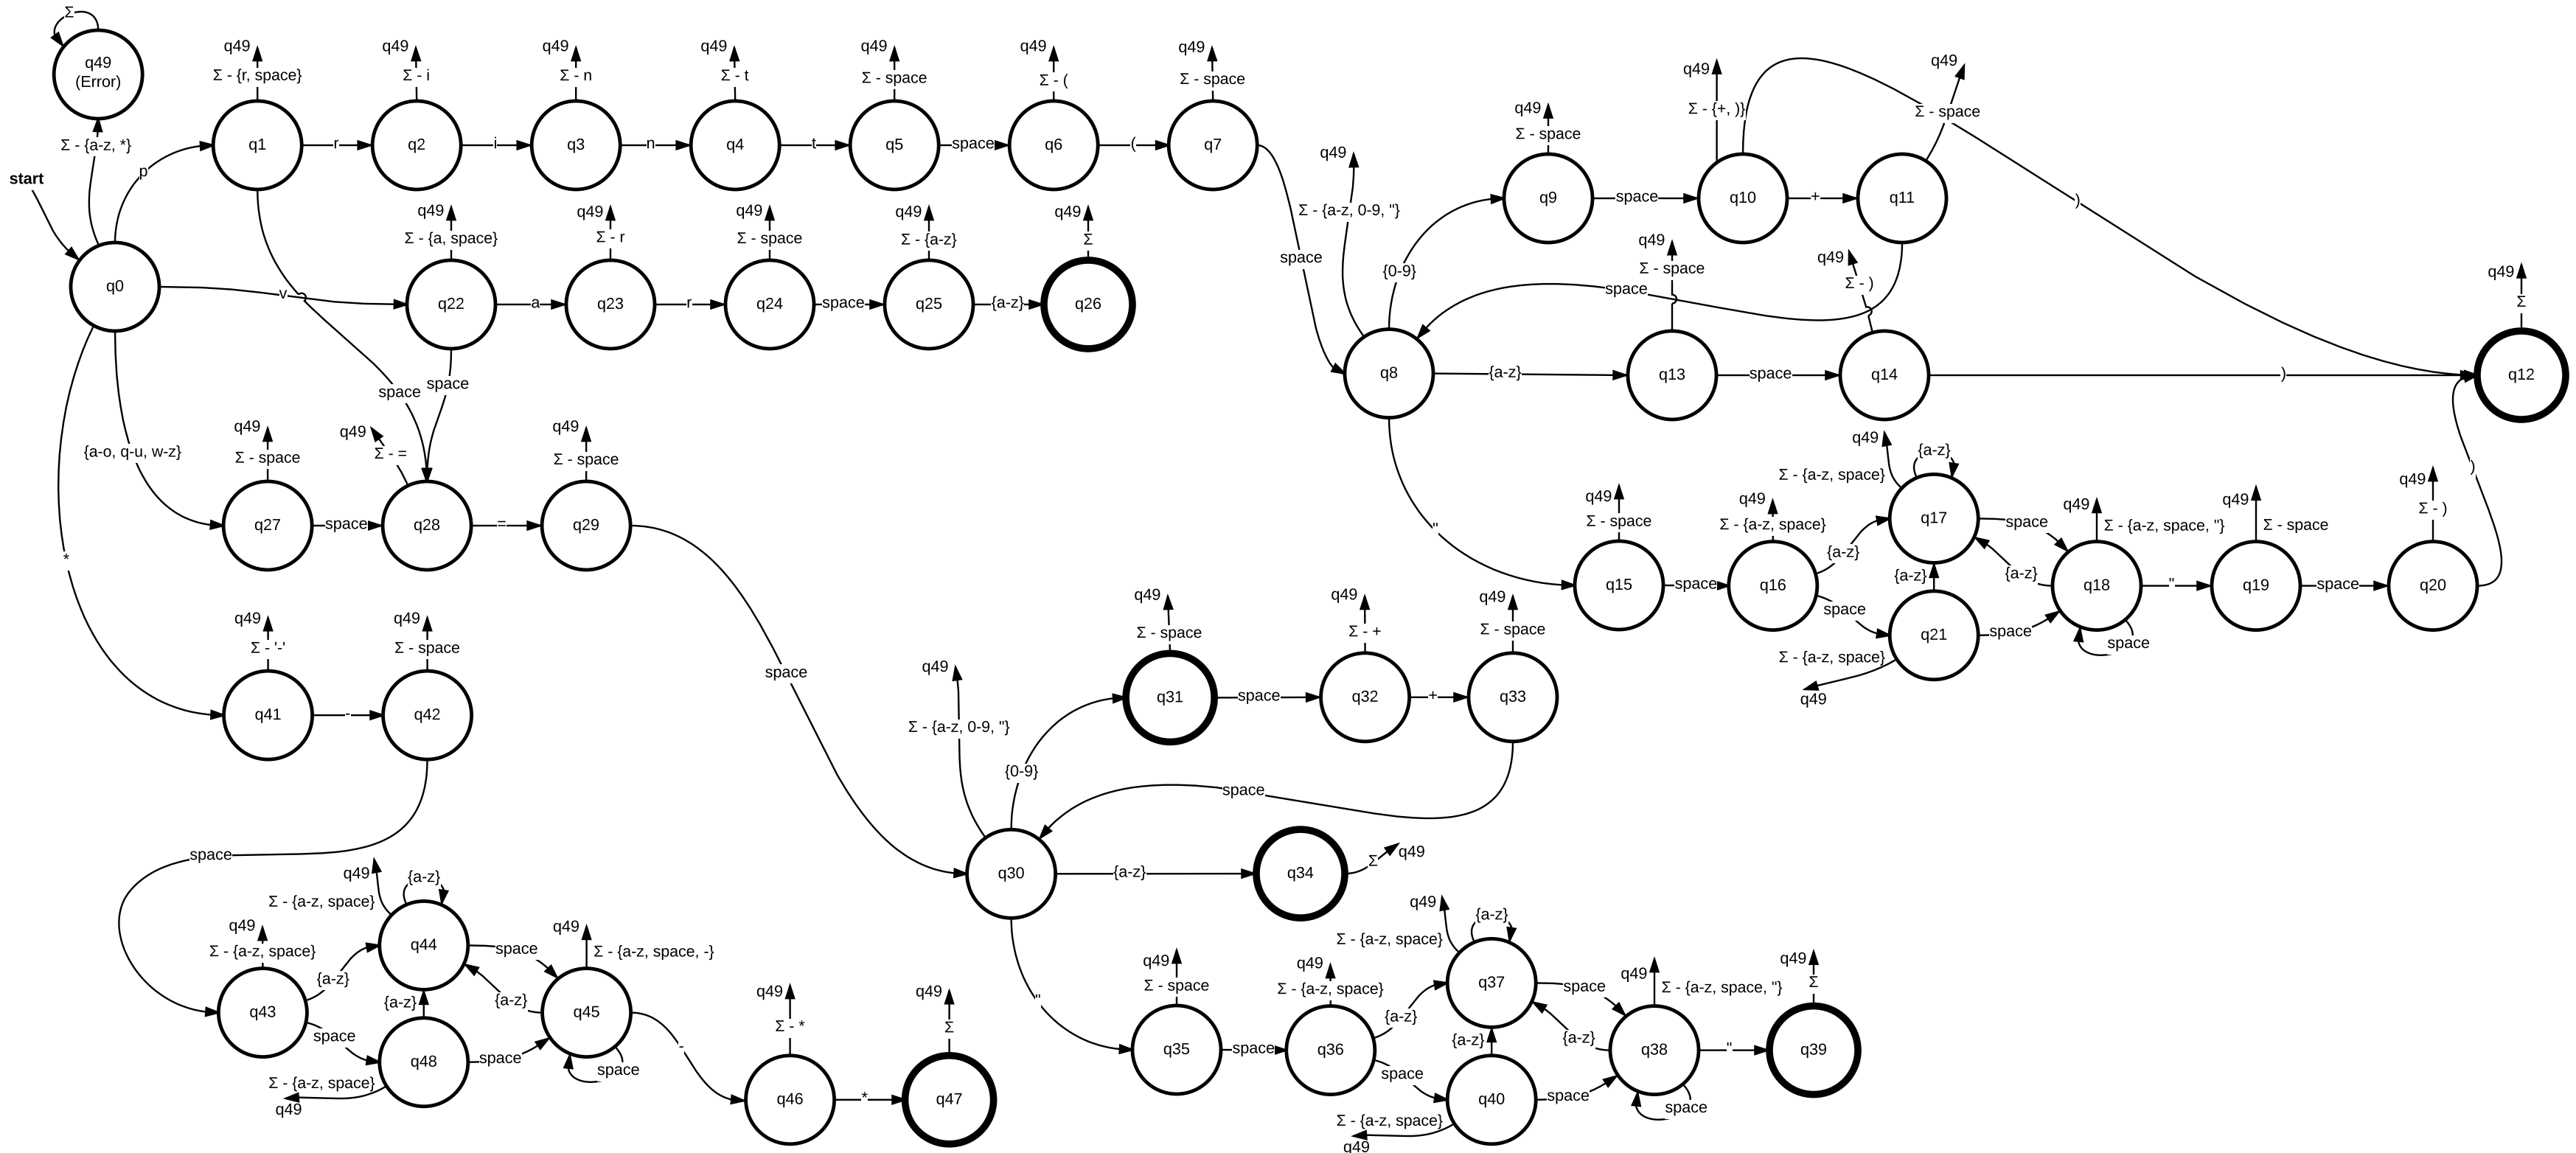 Σ
q49
(Error)
Σ - {a-z, *}
start
q0
p
q49
Σ - {r, space}
q1
r
q49
Σ - i
q2
i
q49
Σ - n
q3
n
q49
Σ - t
q4
t
q49
Σ - space
q5
space
q49
Σ - (
q6
(
q49
Σ - space
q7
space
v
q49
Σ - {a, space}
q22
a
q49
Σ - r
q23
r
q49
Σ - space
q24
space
q49
Σ - {a-z}
q25
{a-z}
q49
Σ
q26
space
space
{a-o, q-u, w-z}
q49
Σ - space
q27
space
q49
Σ - =
q28
=
q49
Σ - space
q29
space
q49
Σ - {a-z, 0-9, "}
q8
{0-9}
q49
Σ - space
q9
space
q49
Σ - {+, )}
q10
+
q49
Σ - space
q11
)
space
{a-z}
q49
Σ - space
q13
space
q49
Σ - )
q14
)
q49
Σ
q12
"
q49
Σ - space
q15
space
q49
Σ - {a-z, space}
q16
{a-z}
space
q49
Σ - {a-z, space}
{a-z}
q17
space
{a-z}
{a-z}
q21
space
Σ - {a-z, space}
q49
q49
Σ - {a-z, space, "}
q18
space
"
q49
Σ - space
q19
space
q49
Σ - )
q20
)
*
q49
Σ - '-'
q41
-
q49
Σ - space
q42
space
q49
Σ - {a-z, space}
q43
{a-z}
space
q49
Σ - {a-z, space}
{a-z}
q44
space
{a-z}
{a-z}
q48
space
Σ - {a-z, space}
q49
q49
Σ - {a-z, space, -}
q45
space
-
q49
Σ - *
q46
*
q49
Σ
q47
q49
Σ - {a-z, 0-9, "}
q30
{0-9}
q49
Σ - space
q31
space
q49
Σ - +
q32
+
q49
Σ - space
q33
space
{a-z}
q34
Σ
q49
"
q49
Σ - space
q35
space
q49
Σ - {a-z, space}
q36
{a-z}
space
q49
Σ - {a-z, space}
{a-z}
q37
space
{a-z}
{a-z}
q40
space
Σ - {a-z, space}
q49
q49
Σ - {a-z, space, "}
q38
space
"
q49
Σ
q39